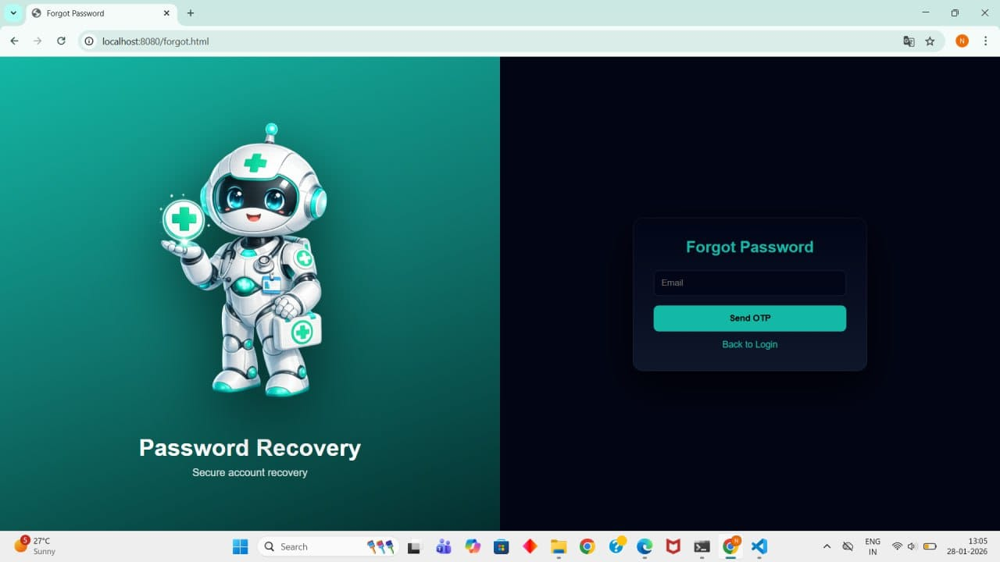 Forgot Password
localhost:8080/forgot.html
N
Forgot Password
Email
Send OTP
Back to Login
Password Recovery
Secure account recovery
5
27°C
Sunny
Search
N
ENG
IN
13:05
28-01-2026